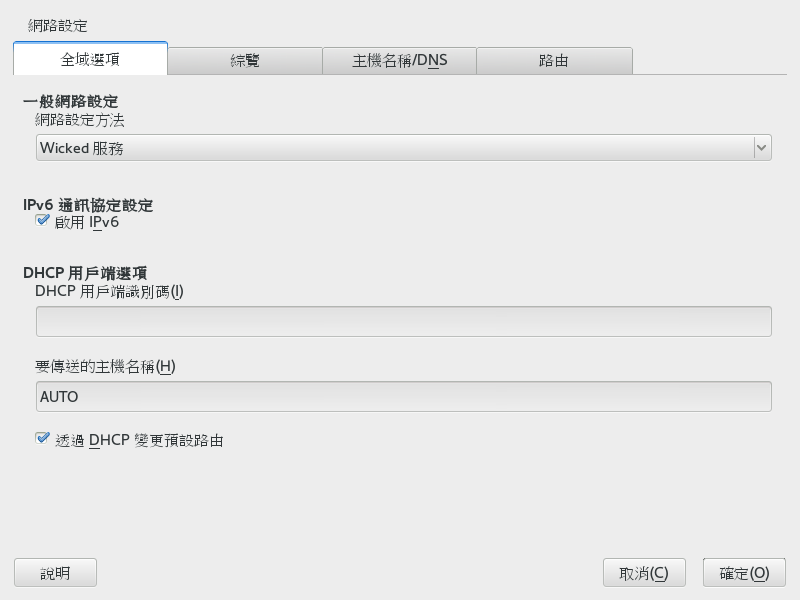 網路設定
全域選項 綜覽 主機名稱/DNS 路由
一般網路設定
網路設定方法
Wicked 服務
IPv6 通訊協定設定
啟用 IPv6
DHCP 用戶端選項
DHCP 用戶端識別碼(I)
要傳送的主機名稱(H)
AUTO
透過 DHCP 變更預設路由
說明 取消(C) 確定(O)